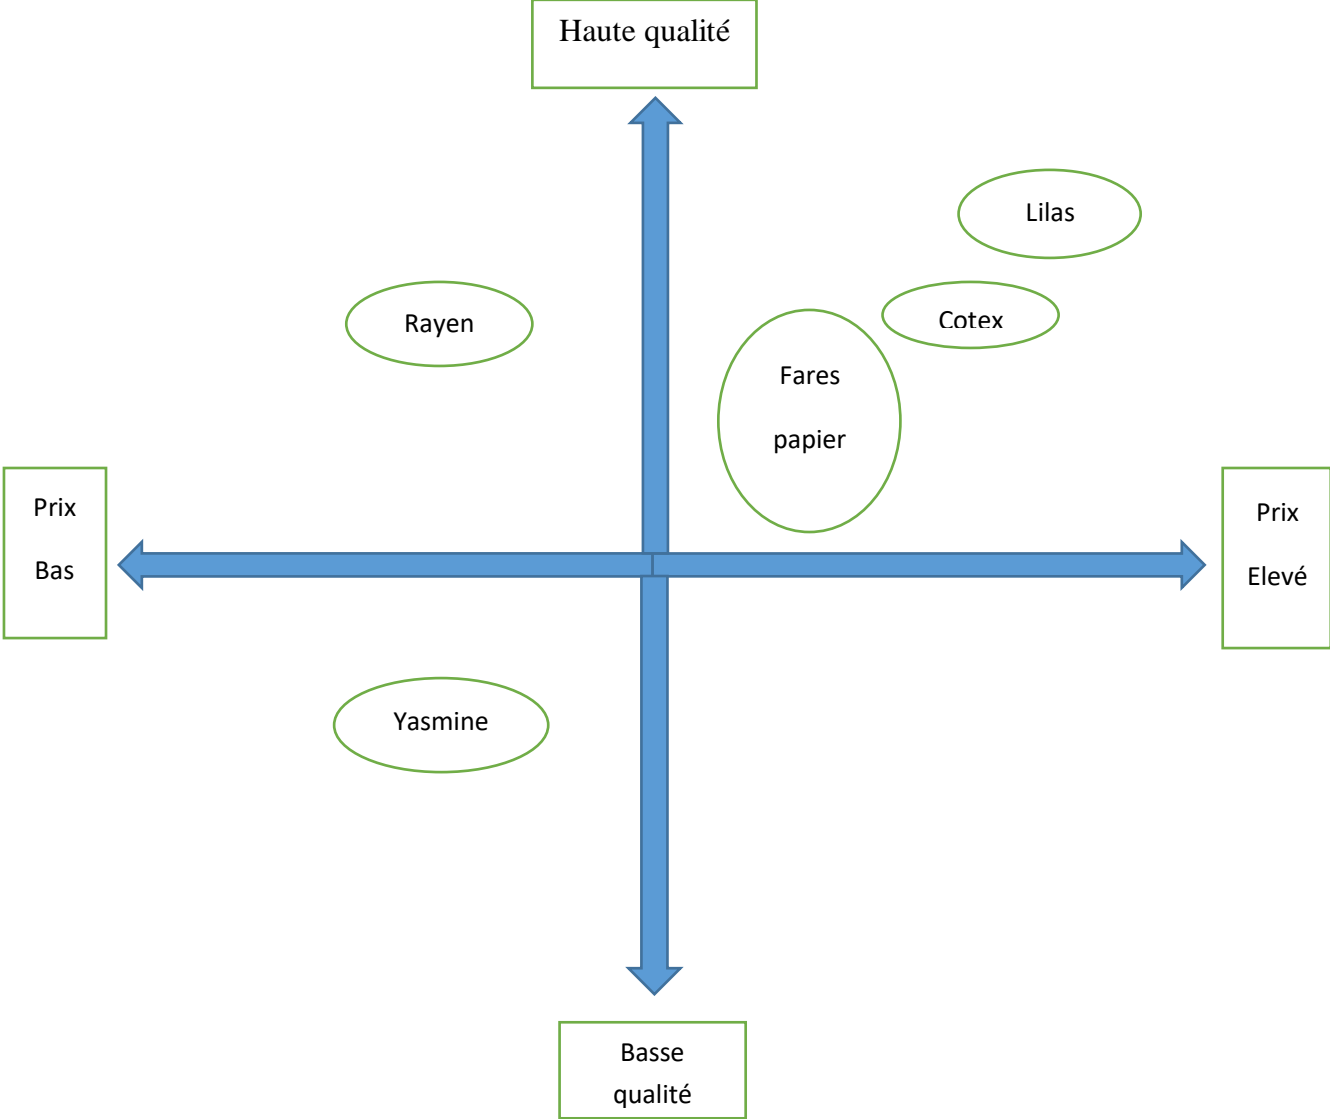 Haute qualité
Lilas
Rayen
Cotex
Fares
papier
Prix
Bas
Prix
Elevé
Yasmine
Basse
qualité